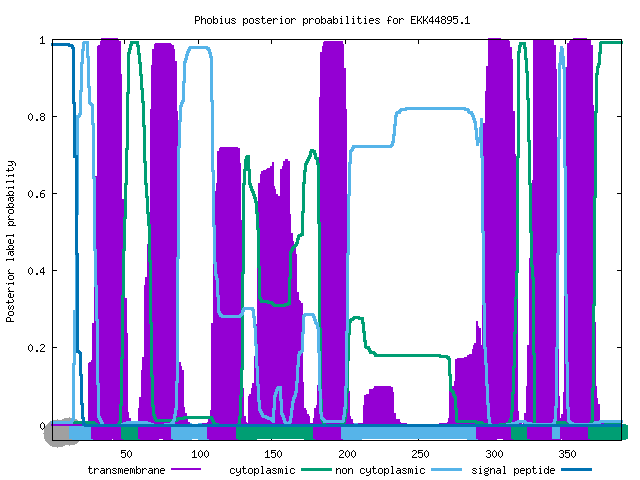 Phobius posterior probabilities for EKK44895.1
1
0.8
0.6
0.4
0.2
0
Posterior label probability
50 100 150 200 250 300 350
transmembrane cytoplasmic non cytoplasmic signal peptide